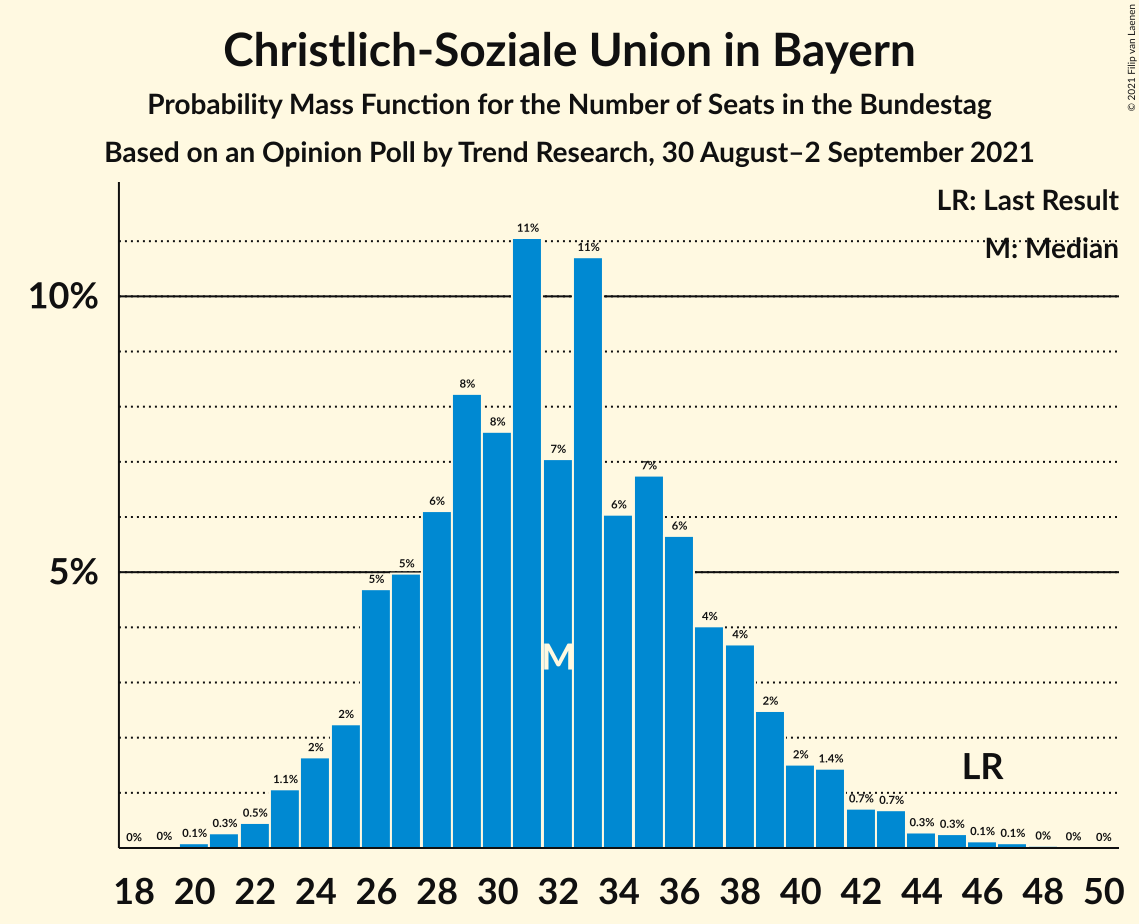 Christlich-Soziale Union in Bayern
Probability Mass Function for the Number of Seats in the Bundestag
Based on an Opinion Poll by Trend Research, 30 August–2 September 2021
© 2021 Filip van Laenen
LR: Last Result
M: Median
10%
5%
0% 0% 0.1% 0.3% 0.5% 1.1% 2% 2% 5% 5% 6% 8% 8% 11% 7% 11% 6% 7% 6% 4% 4% 2% 2% 1.4% 0.7% 0.7% 0.3% 0.3% 0.1% 0.1% 0% 0% 0%
M
LR
18 20 22 24 26 28 30 32 34 36 38 40 42 44 46 48 50